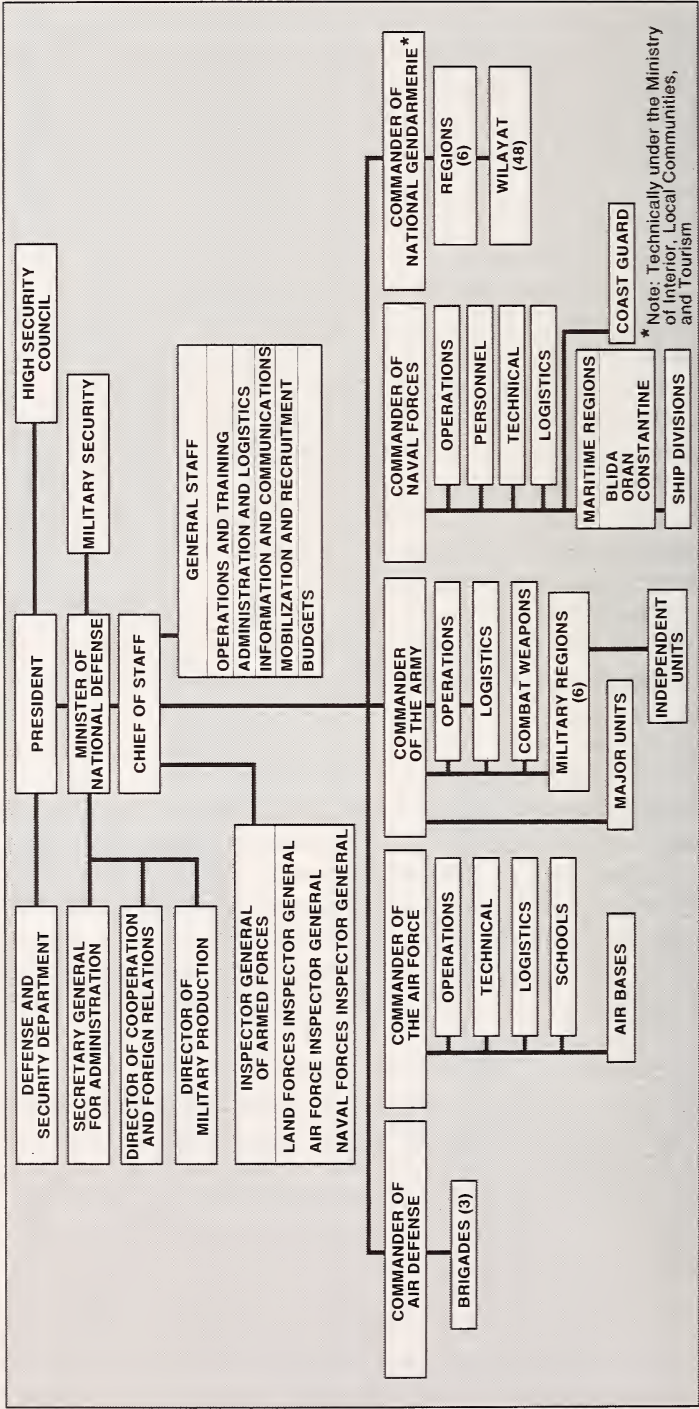 PRESIDENT
HIGH SECURITY
COUNCIL
DEFENSE AND
SECURITY DEPARTMENT
MINISTER OF
NATIONAL DEFENSE
MILITARY SECURITY
SECRETARY GENERAL
FOR ADMINISTRATION
DIRECTOR OF COOPERATION
AND FOREIGN RELATIONS
DIRECTOR OF
MILITARY PRODUCTION
CHIEF OF STAFF
GENERAL STAFF
OPERATIONS AND TRAINING
ADMINISTRATION AND LOGISTICS
INFORMATION AND COMMUNICATIONS
MOBILIZATION AND RECRUITMENT
BUDGETS
INSPECTOR GENERAL
OF ARMED FORCES
LAND FORCES INSPECTOR GENERAL
AIR FORCE INSPECTOR GENERAL
NAVAL FORCES INSPECTOR GENERAL
COMMANDER OF
AIR DEFENSE
BRIGADES (3)
COMMANDER OF
THE AIR FORCE
OPERATIONS
TECHNICAL
LOGISTICS
SCHOOLS
AIR BASES
COMMANDER
OF THE ARMY
OPERATIONS
LOGISTICS
COMBAT WEAPONS
MILITARY REGIONS
(6)
MAJOR UNITS
INDEPENDENT
UNITS
COMMANDER OF
NAVAL FORCES
OPERATIONS
PERSONNEL
TECHNICAL
LOGISTICS
MARITIME REGIONS
BLIDA
ORAN
CONSTANTINE
COAST GUARD
SHIP DIVISIONS
COMMANDER OF
NATIONAL GENDARMERIE*
REGIONS
(6)
WILAYAT
(48)
* Note: Technically under the Ministry
of Interior, Local Communities,
and Tourism